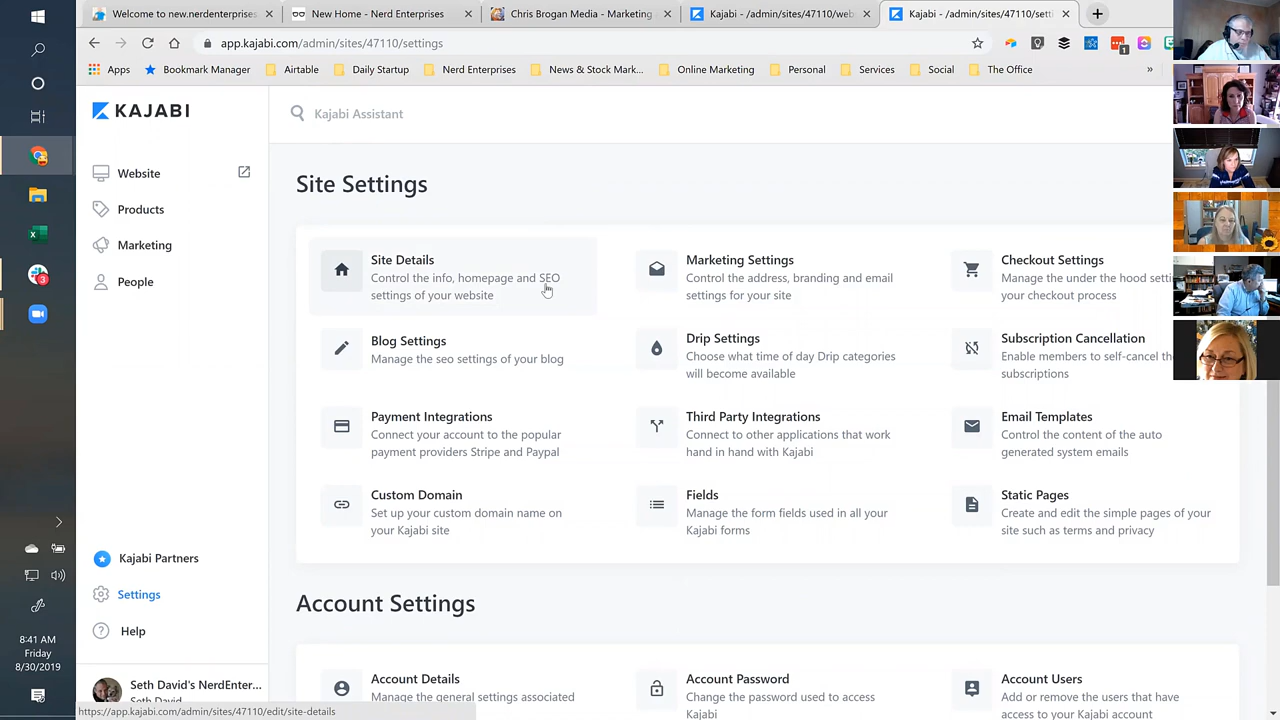 Welcome to new.nerdenterprises
New Home - Nerd Enterprises
Chris Brogan Media - Marketing
Kajabi - /admin/sites/47110/web
Kajabi - /admin/sites/47110/setti
app.kajabi.com/admin/sites/47110/settings
1
Apps
Bookmark Manager
Airtable
Daily Startup
Nerd
& Stock Mark...
Online Marketing
Personal
Services
Social
The Office
»
KAJABI
Kajabi Assistant
Website
Products
Marketing
People
Site Settings
Site Details
Control the info, SEO
settings of your website
Marketing Settings
Control the address, branding and email
settings for your site
Checkout Settings
Manage the under the hood
your checkout process
Blog Settings
Manage the seo settings of your blog
Drip Settings
Choose what time of day Drip categories
will become available
Subscription Cancellation
Enable members to self-cancel
subscriptions
Payment Integrations
Connect your account to the popular
payment providers Stripe and Paypal
Third Party Integrations
Connect to other applications that work
hand in hand with Kajabi
Email Templates
Control the content of the auto
generated system emails
Custom Domain
Set up your custom domain name on
your Kajabi site
Fields
Manage the form fields used in all your
Kajabi forms
Static Pages
Create and edit the simple pages of your
site such as terms and privacy
Kajabi Partners
Settings
Help
Account Settings
Account Details
Manage the general settings associated
Account Password
Change the password used to access
Kajabi
Account Users
Add or remove the users that have
access to your Kajabi account
Seth David's NerdEnter...
Seth David
https://app.kajabi.com/admin/sites/47110/edit/site-details
3
8:41 AM
Friday
8/30/2019